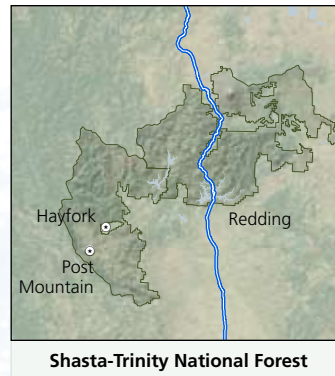 Hayfork
Redding
Post
Mountain
Shasta-Trinity National Forest